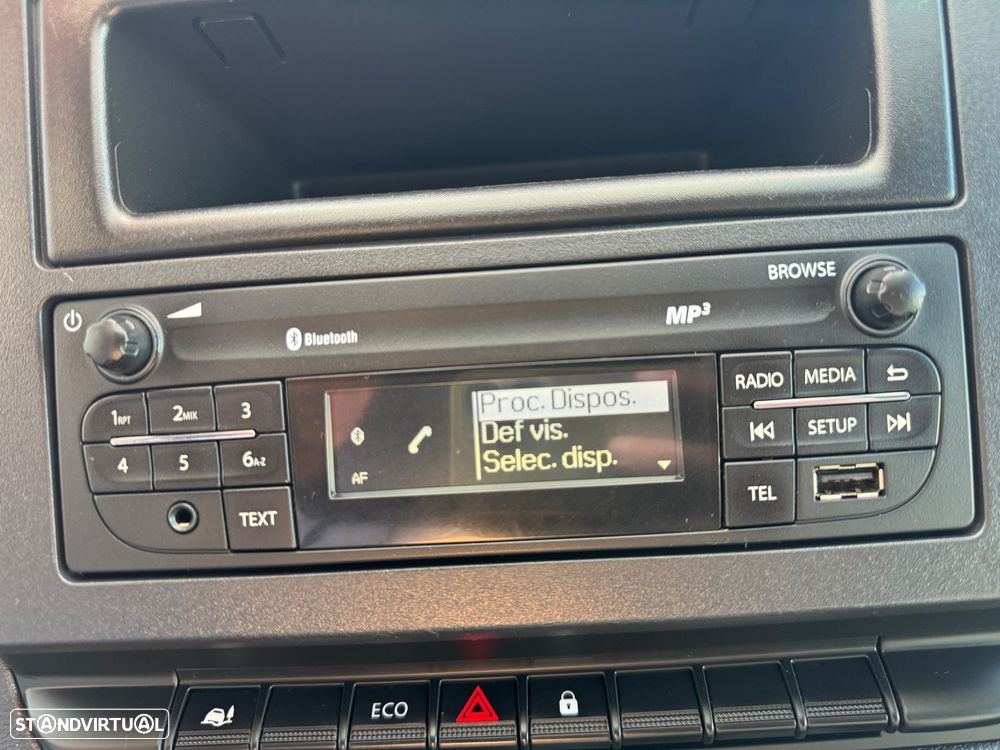 BROWSE
Bluetooth
MP3
1RPT 2MIX 3
4 5 6A-Z
TEXT
AF
Proc. Dispos.
Def vis.
Selec. disp.
RADIO MEDIA
SETUP
TEL
ECO
STANDVIRTUAL